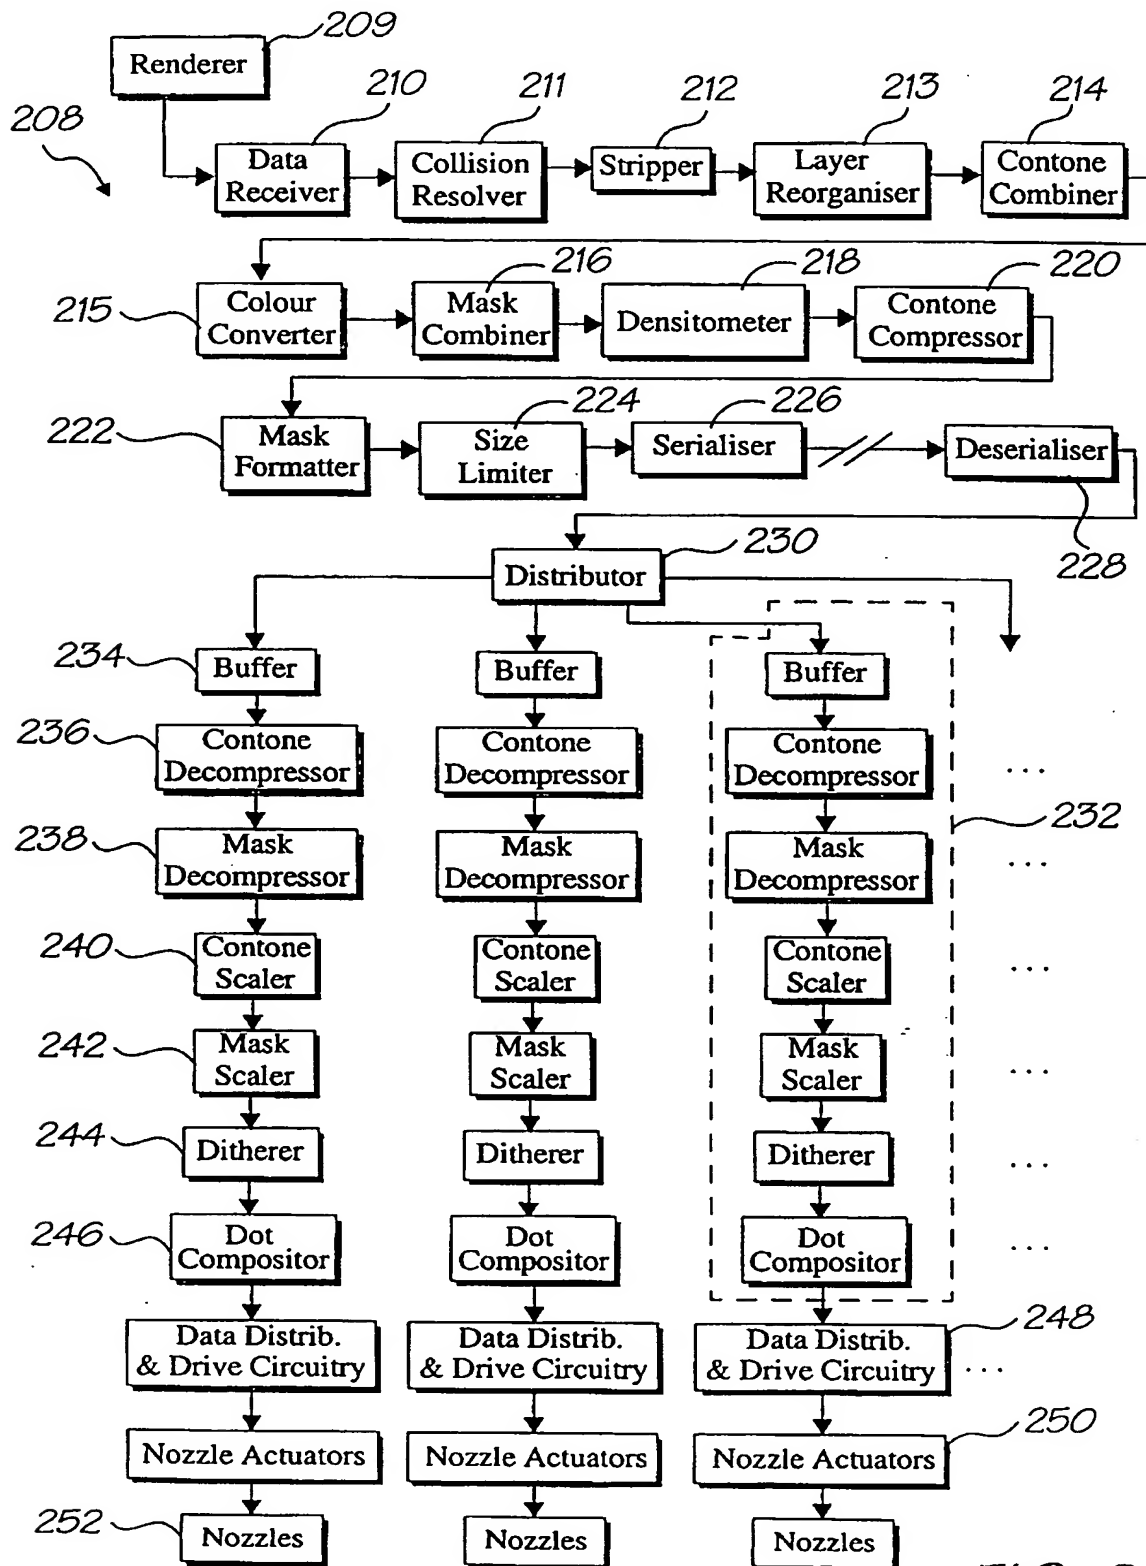 209
Renderer
208
210
211
212
213
214
Data
Receiver
Collision
Resolver
Stripper
Layer
Reorganiser
Contone
Combiner
215
216
218
220
Colour
Converter
Mask
Combiner
Densitometer
Contone
Compressor
222
224
226
Mask
Formatter
Size
Limiter
Serialiser
Deserialiser
228
230
Distributor
234
Buffer
Buffer
Buffer
236
Contone
Decompressor
Contone
Decompressor
Contone
Decompressor
...
232
238
Mask
Decompressor
Mask
Decompressor
Mask
Decompressor
...
240
Contone
Scaler
Contone
Scaler
Contone
Scaler
...
242
Mask
Scaler
Mask
Scaler
Mask
Scaler
...
244
Ditherer
Ditherer
Ditherer
...
246
Dot
Compositor
Dot
Compositor
Dot
Compositor
...
Data Distrib.
& Drive Circuitry
Data Distrib.
& Drive Circuitry
Data Distrib.
& Drive Circuitry
248
...
Nozzle Actuators
Nozzle Actuators
Nozzle Actuators
250
252
Nozzles
Nozzles
Nozzles